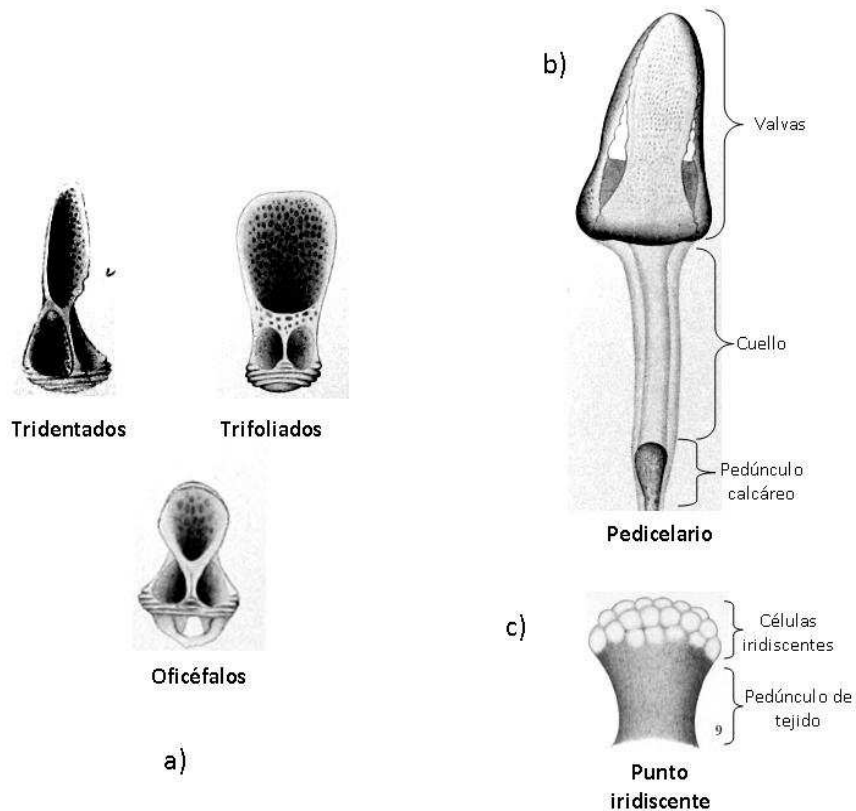 Tridentados
Trifoliados
Oficéfalos
a)
b)
Valvas
Cuello
Pedúnculo
calcáreo
Pedicelario
c)
Células
iridiscentes
Pedúnculo de
tejido
9
Punto
iridiscente